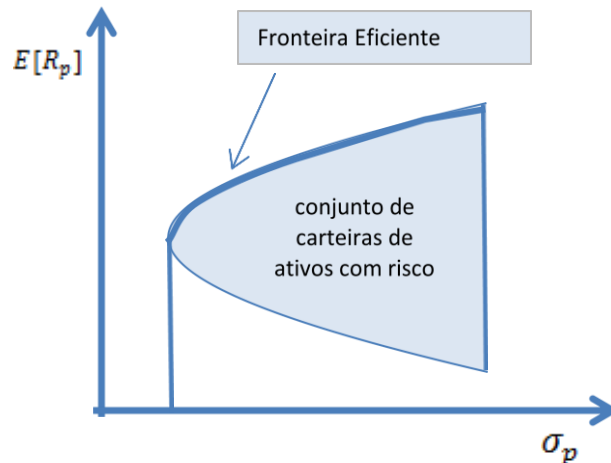 Fronteira Eficiente
E[R_p]
conjunto de
carteiras de
ativos com risco
σ_p